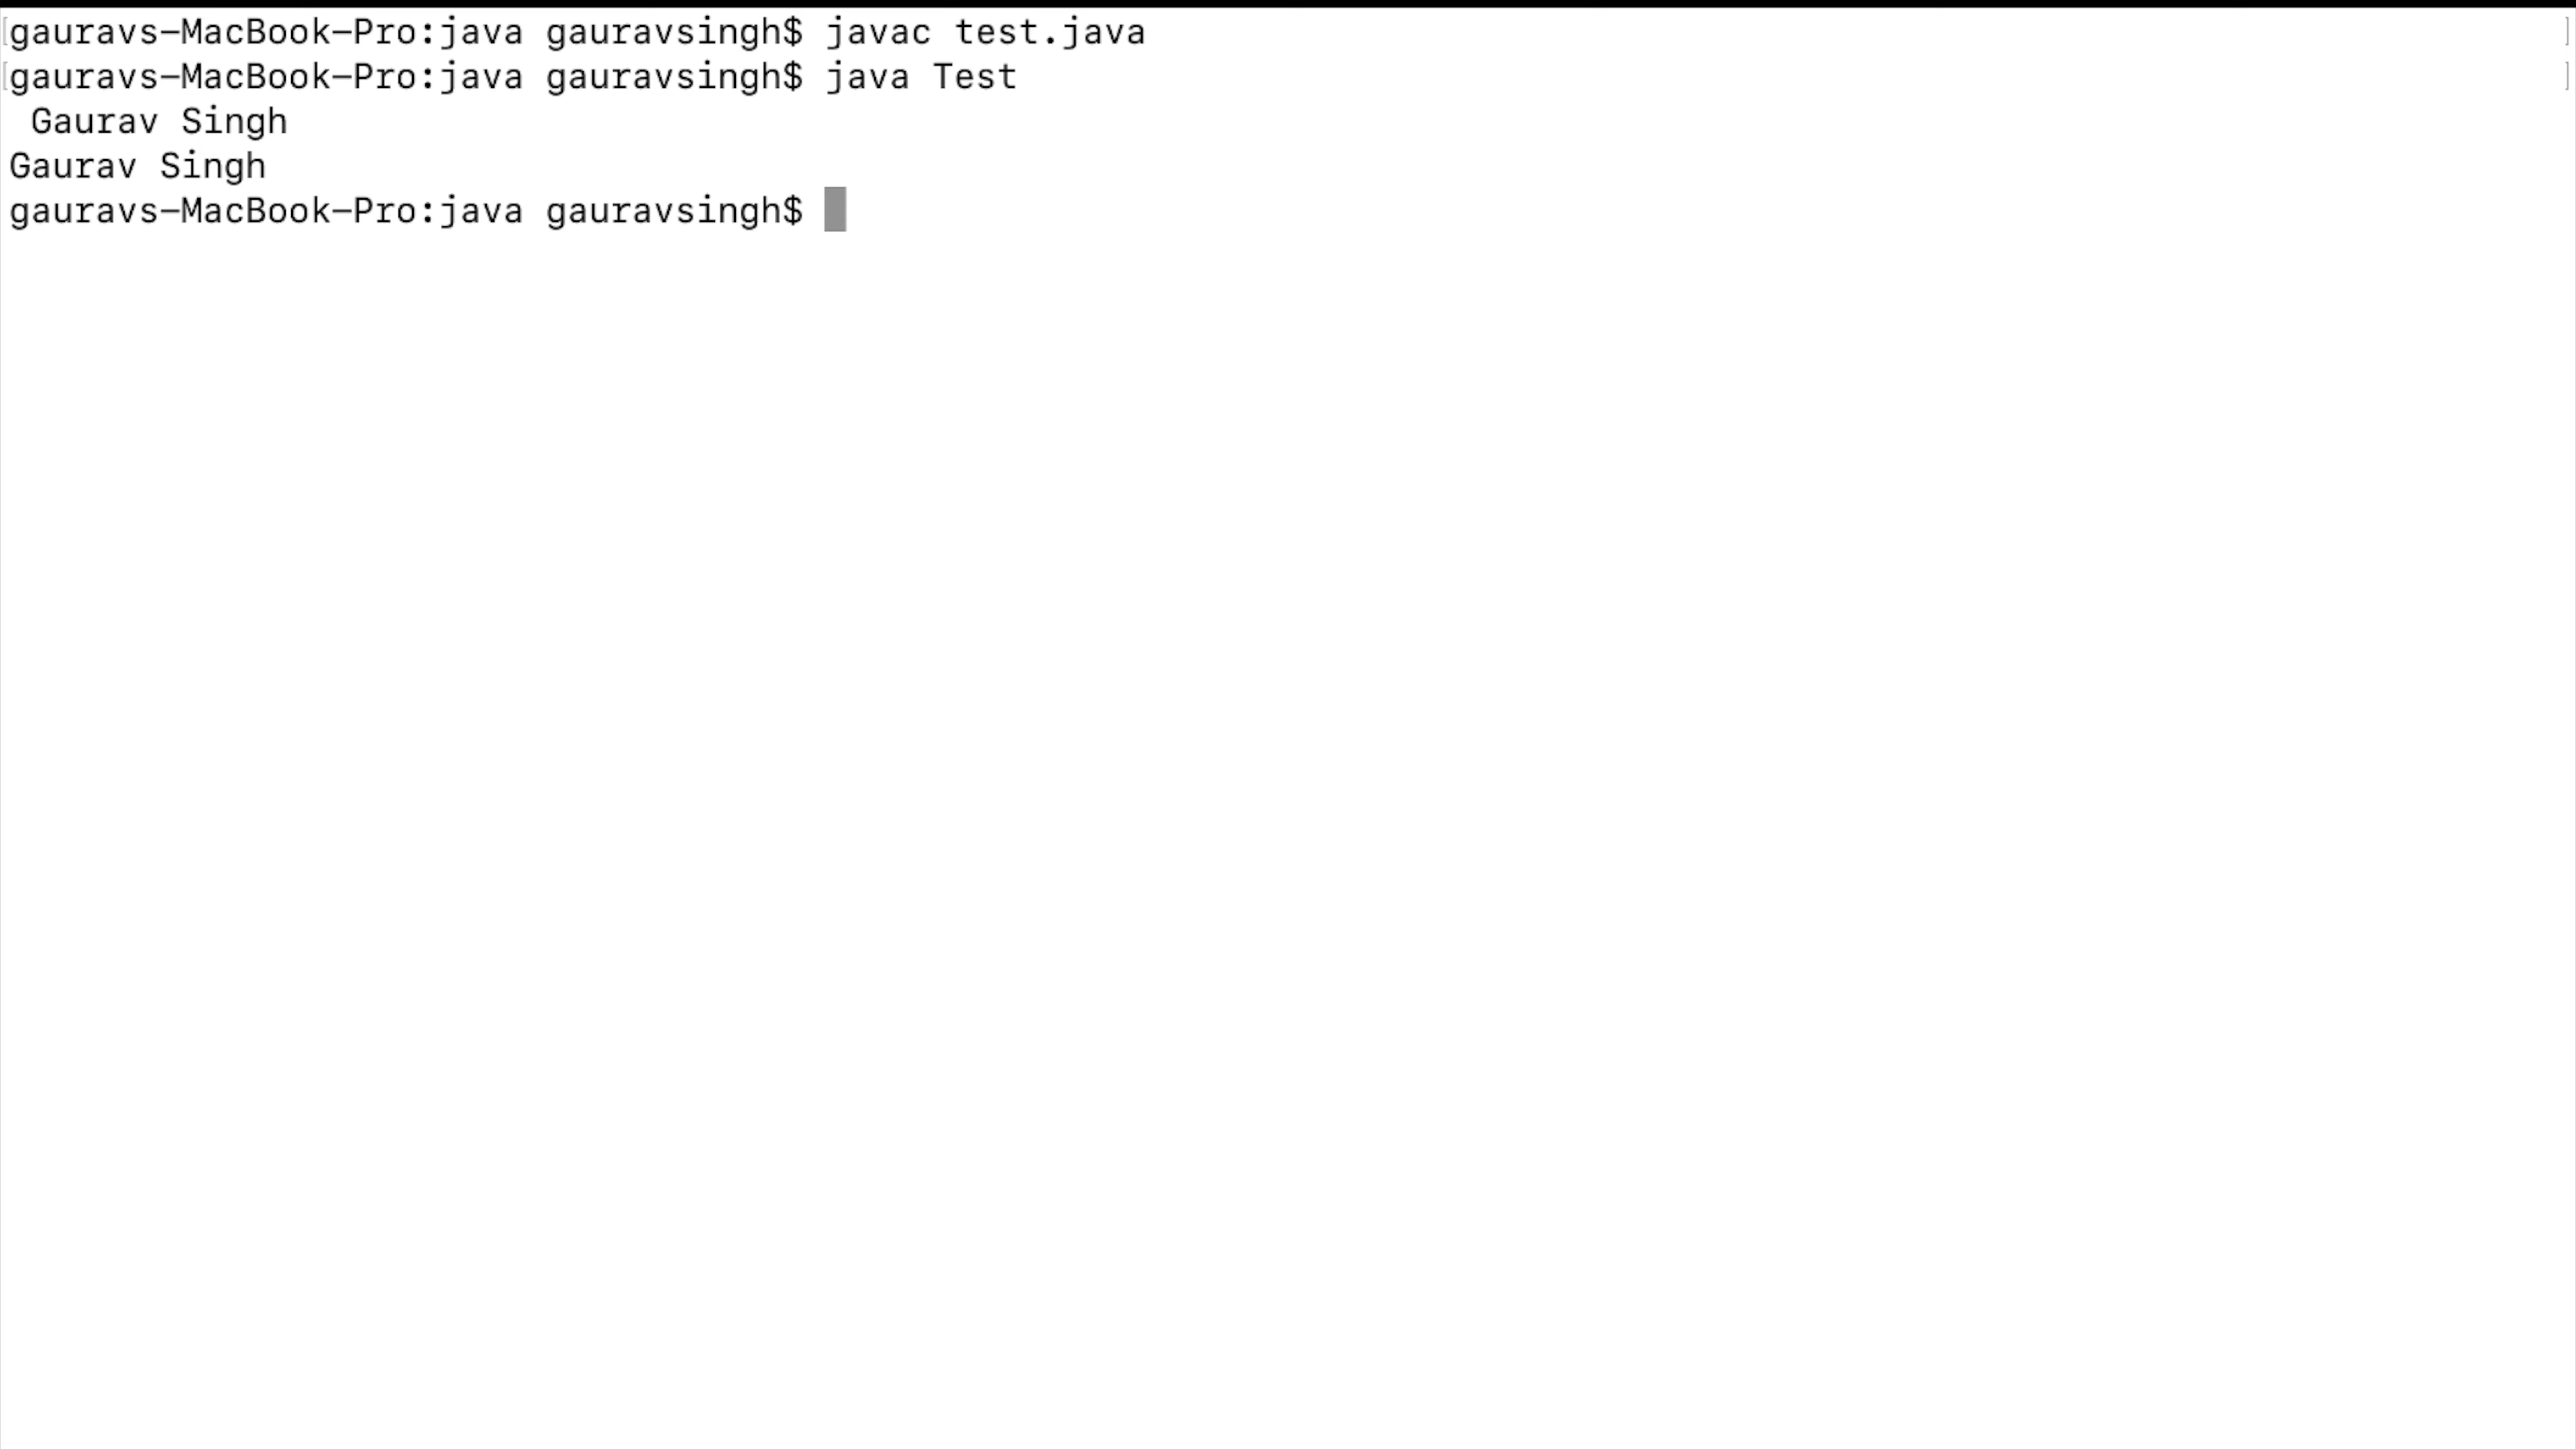 [gauravs-MacBook-Pro:java gauravsingh$ javac test.java ]
[gauravs-MacBook-Pro:java gauravsingh$ java Test ]
 Gaurav Singh
Gaurav Singh
gauravs-MacBook-Pro:java gauravsingh$